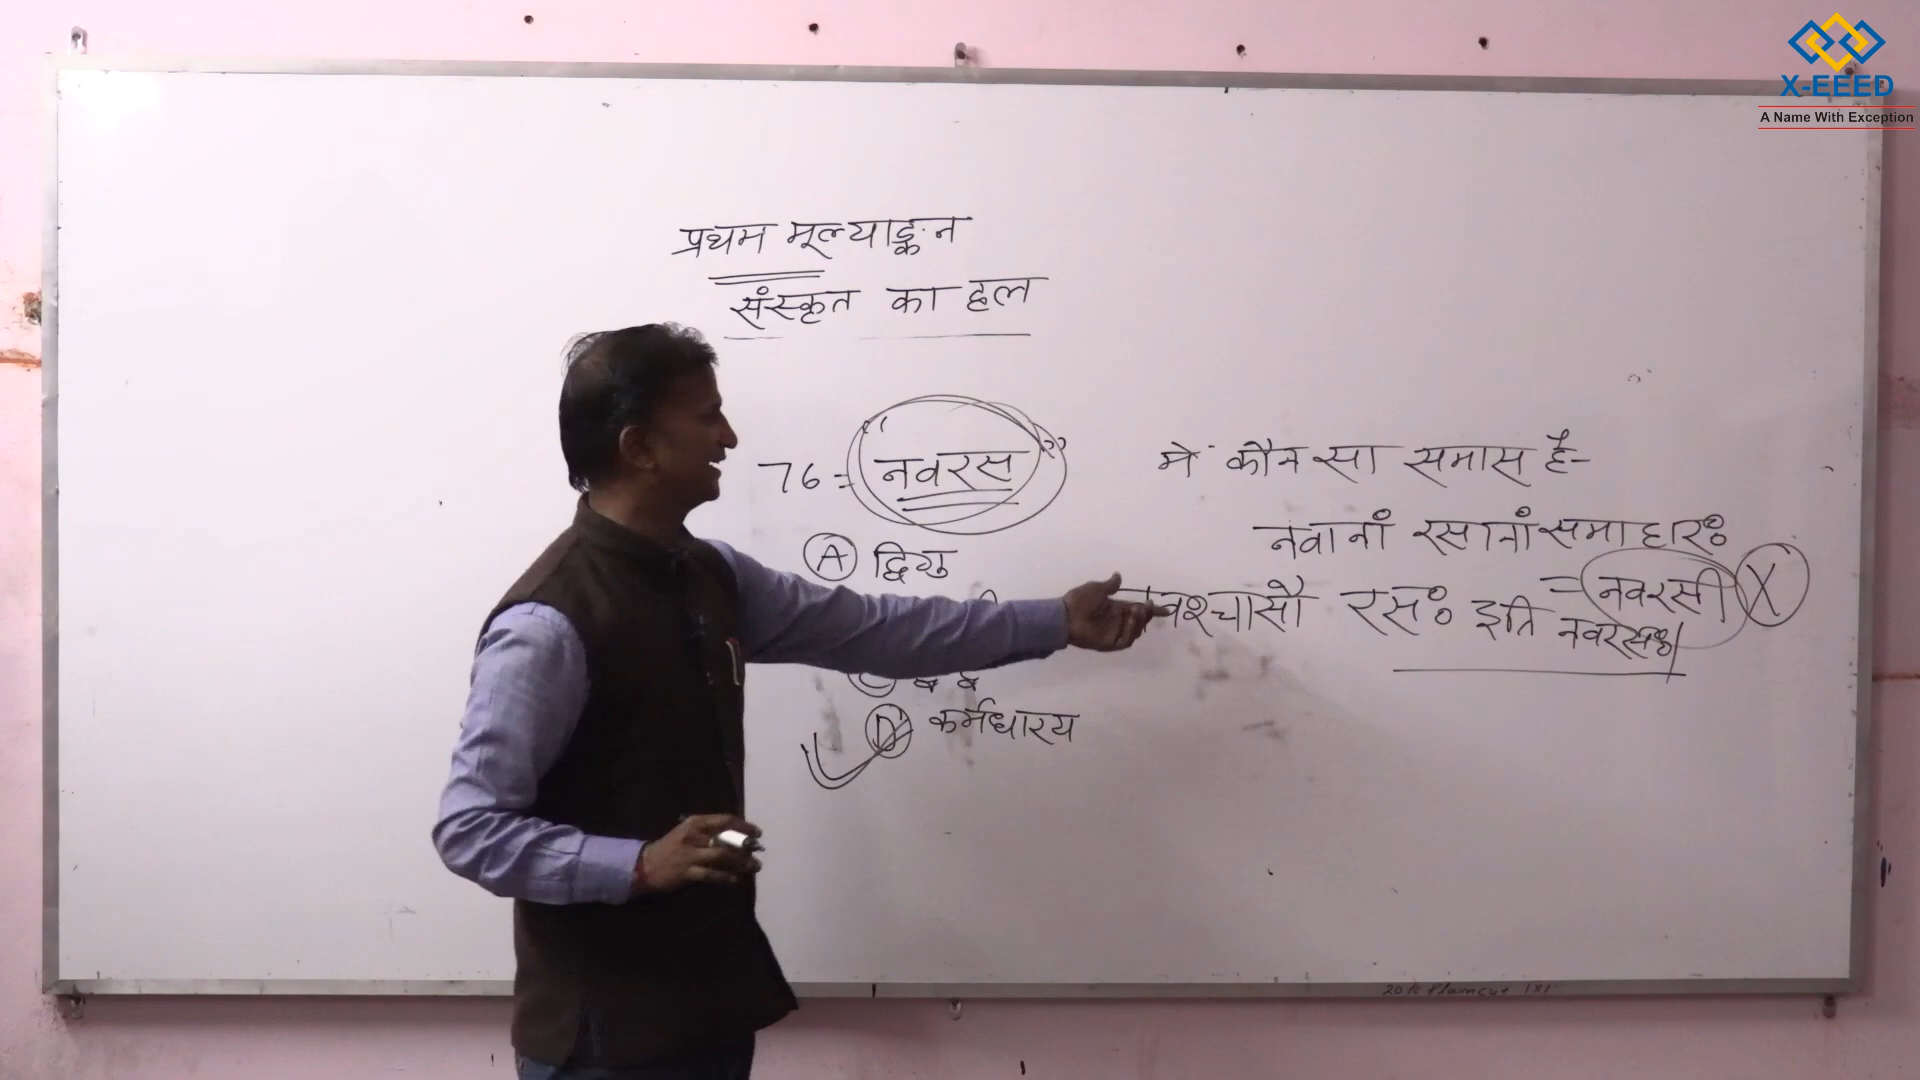 X-EEED
A Name With Exception
प्रथम मूल्याङ्कन
संस्कृत का हल
76 = "नवरस" में कौन सा समास है-
नवानां रसानां समाहारः
= नवरसी X
A द्विगु
रसः इति नवरसः।
D कर्मधारय